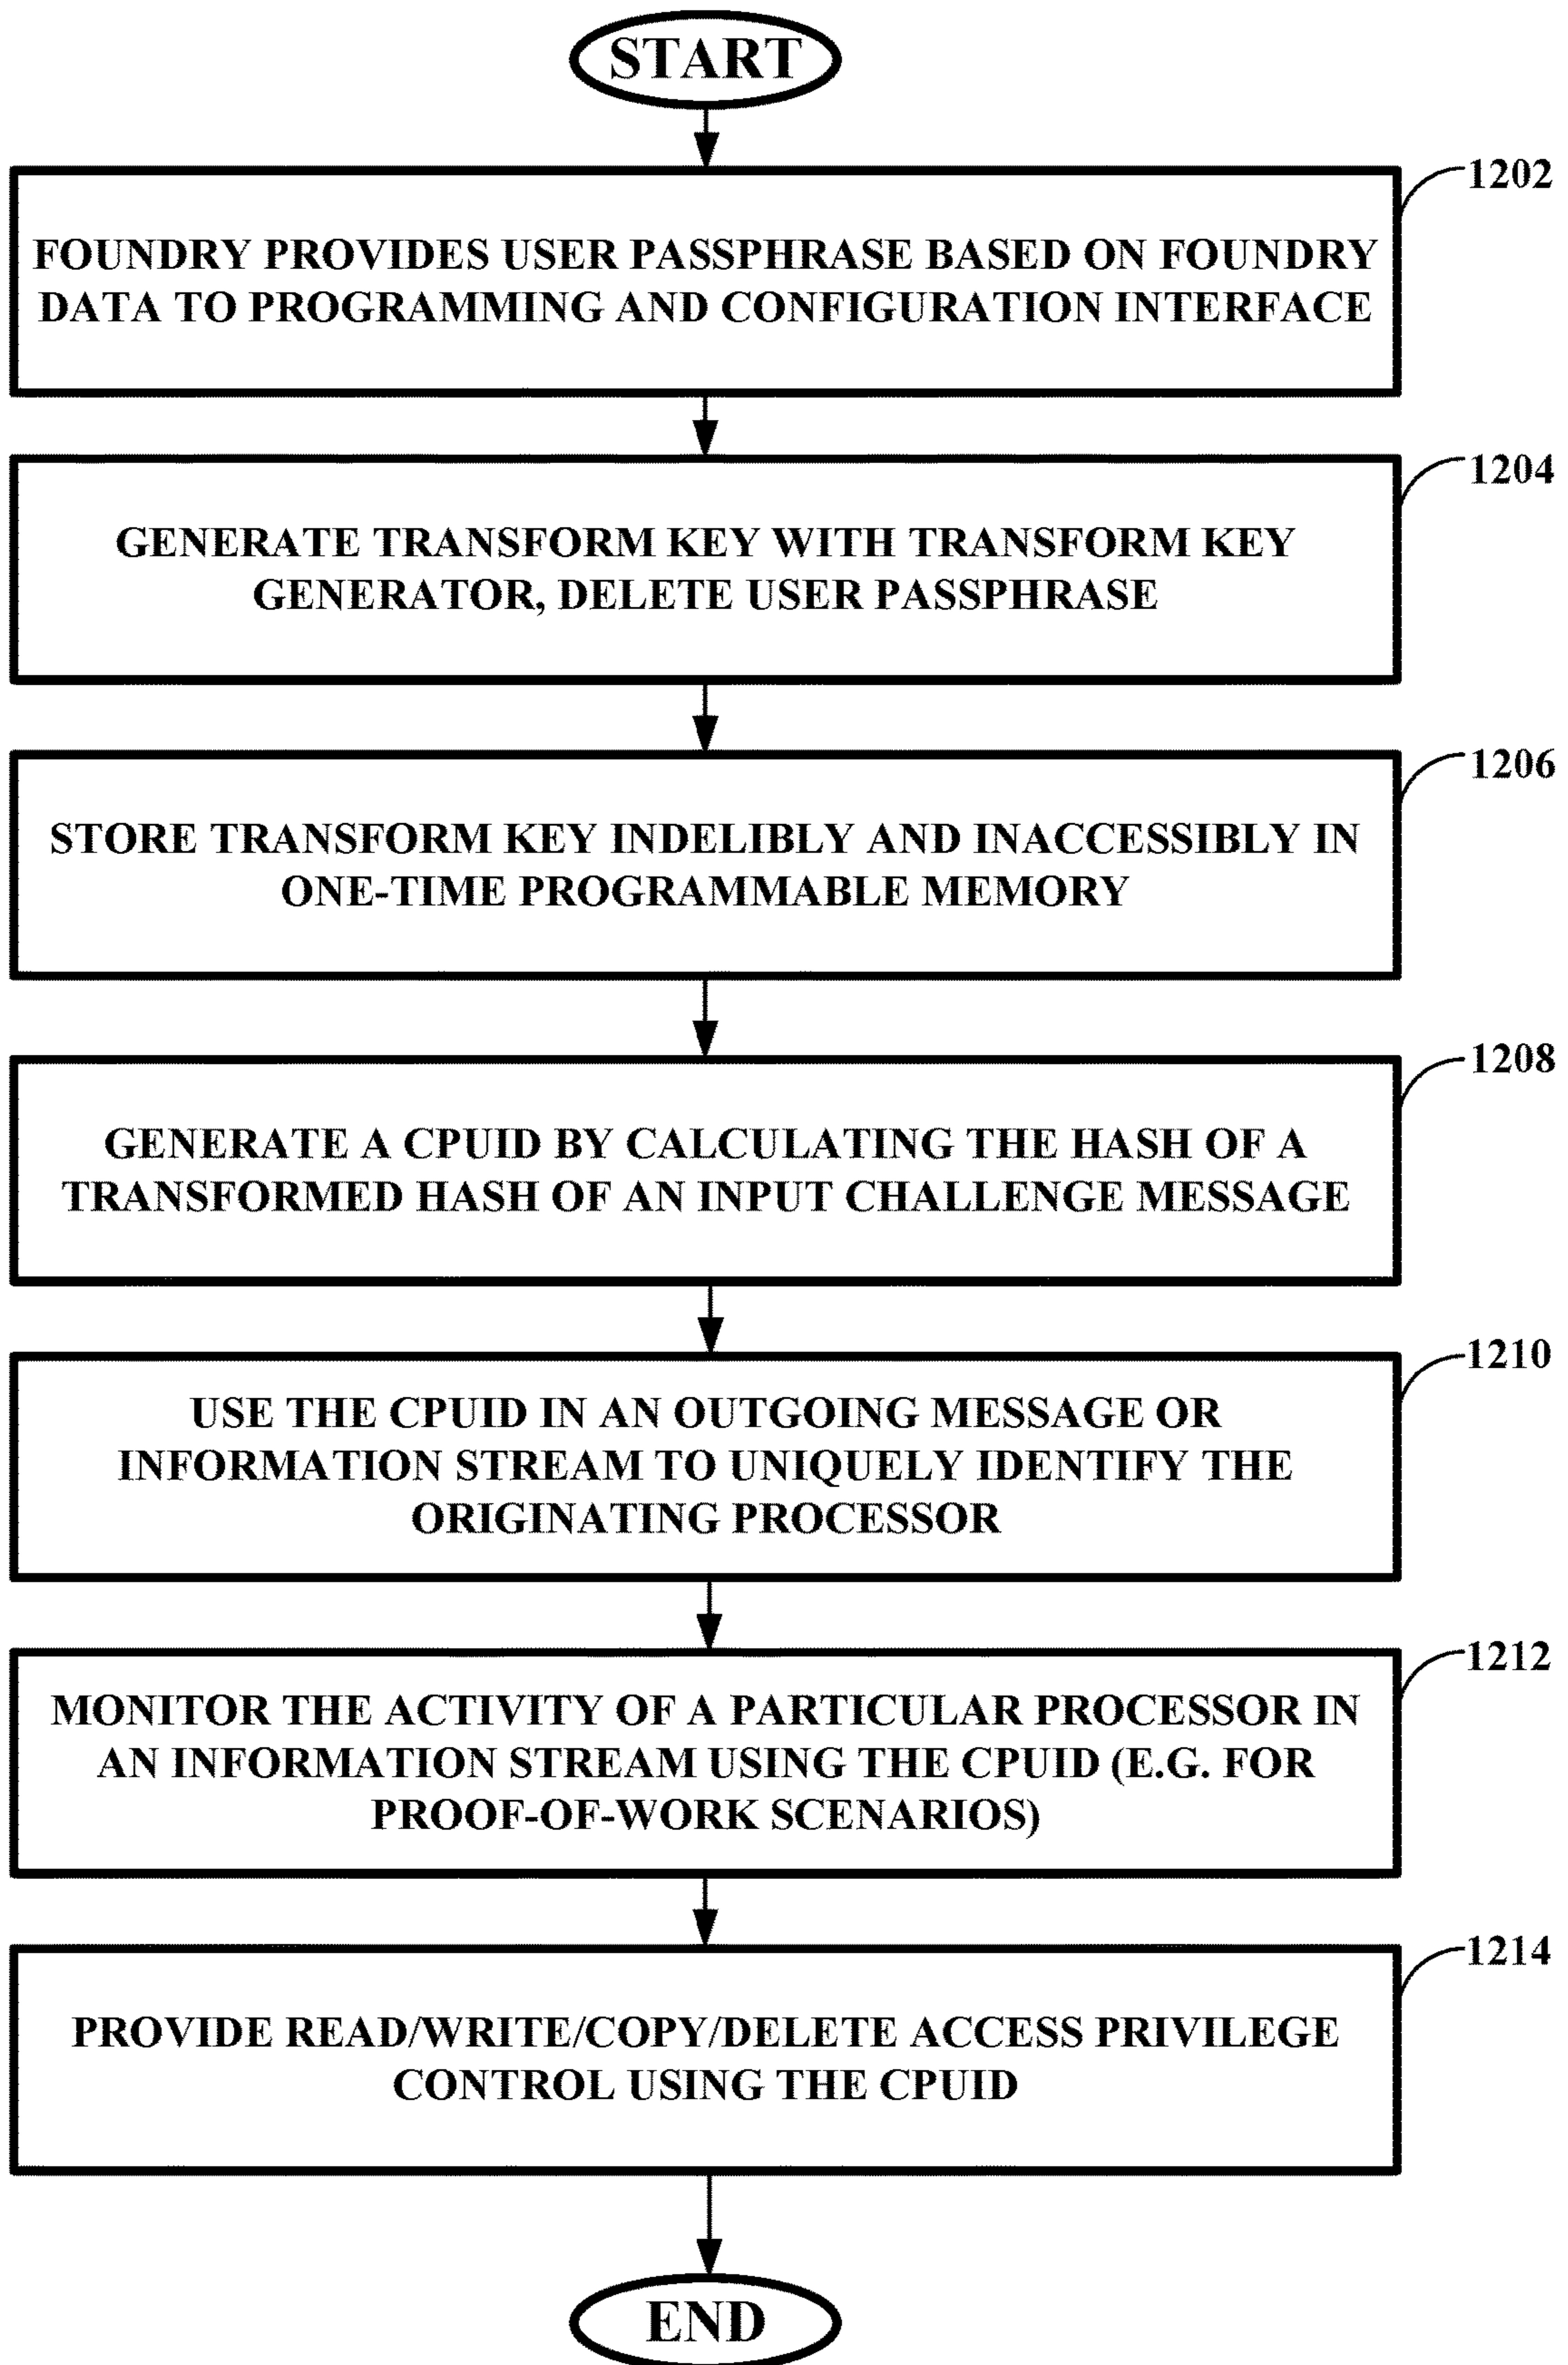 START
1202
FOUNDRY PROVIDES USER PASSPHRASE BASED ON FOUNDRY
DATA TO PROGRAMMING AND CONFIGURATION INTERFACE
1204
GENERATE TRANSFORM KEY WITH TRANSFORM KEY
GENERATOR, DELETE USER PASSPHRASE
1206
STORE TRANSFORM KEY INDELIBLY AND INACCESSIBLY IN
ONE-TIME PROGRAMMABLE MEMORY
1208
GENERATE A CPUID BY CALCULATING THE HASH OF A
TRANSFORMED HASH OF AN INPUT CHALLENGE MESSAGE
1210
USE THE CPUID IN AN OUTGOING MESSAGE OR
INFORMATION STREAM TO UNIQUELY IDENTIFY THE
ORIGINATING PROCESSOR
1212
MONITOR THE ACTIVITY OF A PARTICULAR PROCESSOR IN
AN INFORMATION STREAM USING THE CPUID (E.G. FOR
PROOF-OF-WORK SCENARIOS)
1214
PROVIDE READ/WRITE/COPY/DELETE ACCESS PRIVILEGE
CONTROL USING THE CPUID
END